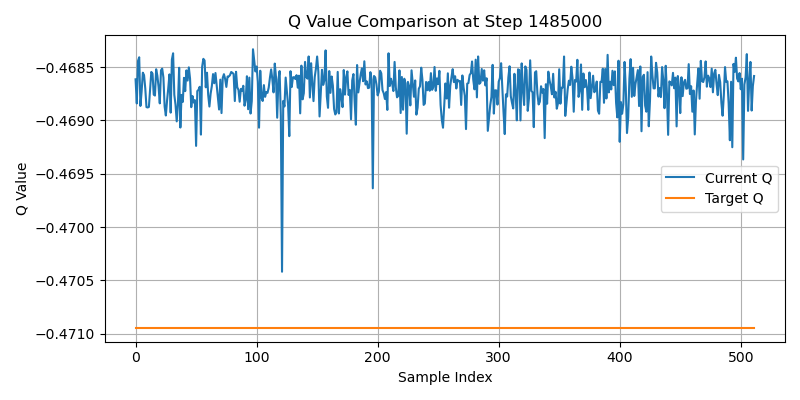 Q Value Comparison at Step 1485000
Q Value
−0.4685
−0.4690
−0.4695
−0.4700
−0.4705
−0.4710
Current Q
Target Q
0 100 200 300 400 500
Sample Index